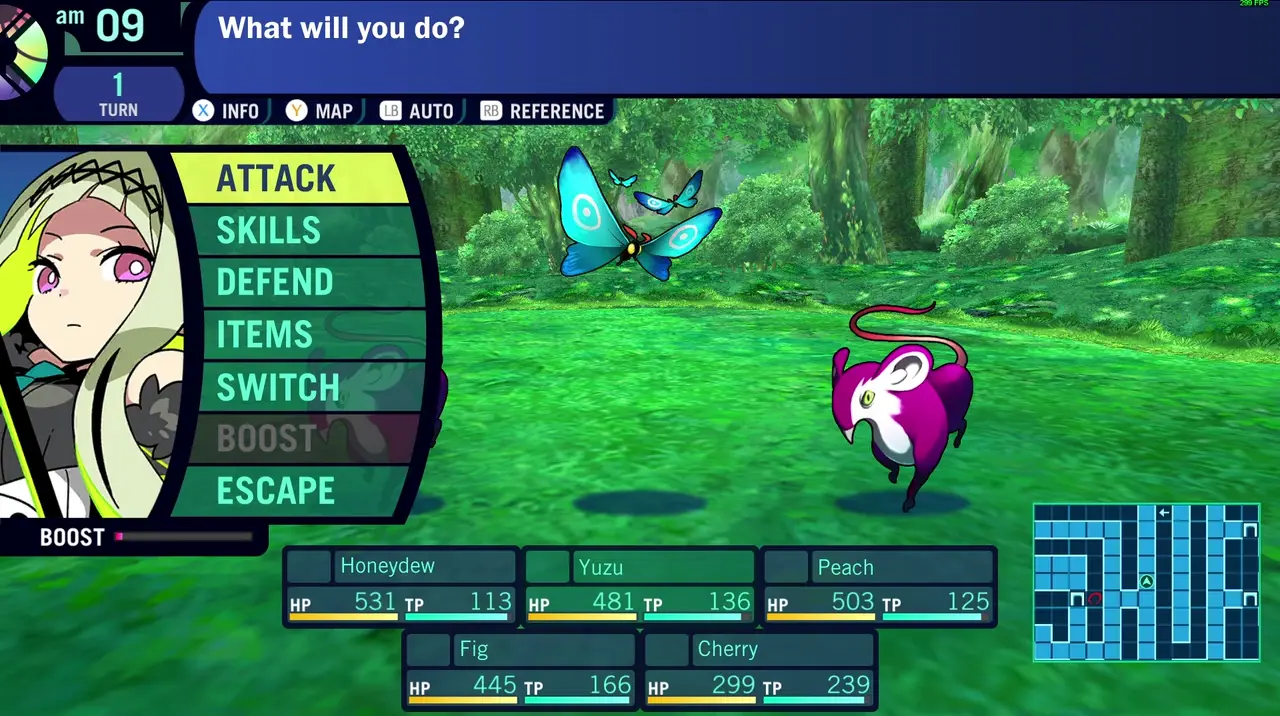 299 FPS
am 09
What will you do?
1
TURN
X INFO Y MAP LB AUTO RB REFERENCE
ATTACK
SKILLS
DEFEND
ITEMS
SWITCH
BOOST
ESCAPE
BOOST
Honeydew
HP 531 TP 113
Yuzu
HP 481 TP 136
Peach
HP 503 TP 125
Fig
HP 445 TP 166
Cherry
HP 299 TP 239